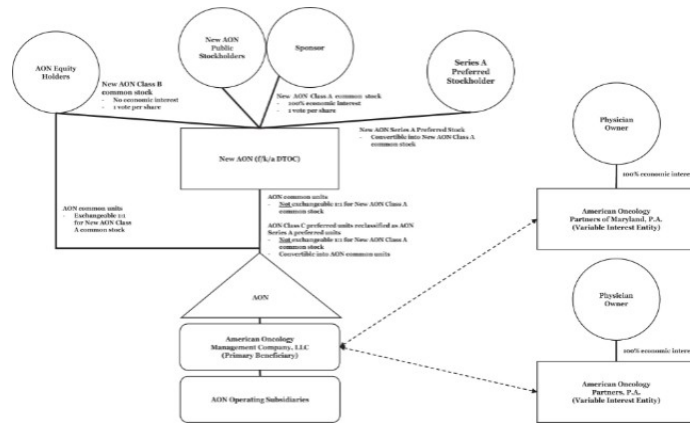 AON Equity
Holders
New AON
Public
Stockholders
Sponsor
Series A
Preferred
Stockholder
New AON Class B
common stock
- No economic interest
- 1 vote per share
New AON Class A common stock
- 100% economic interest
- 1 vote per share
New AON Series A Preferred Stock
- Convertible into New AON Class A
common stock
New AON (f/k/a DTOC)
AON common units
- Exchangeable 1:1
for New AON Class
A common stock
AON common units
- Not exchangeable 1:1 for New AON Class A
common stock
AON Class C preferred units reclassified as AON
Series A preferred units
- Not exchangeable 1:1 for New AON Class A
common stock
- Convertible into AON common units
AON
American Oncology
Management Company, LLC
(Primary Beneficiary)
AON Operating Subsidiaries
Physician
Owner
100% economic interes
American Oncology
Partners of Maryland, P.A.
(Variable Interest Entity)
Physician
Owner
100% economic interes
American Oncology
Partners, P.A.
(Variable Interest Entity)